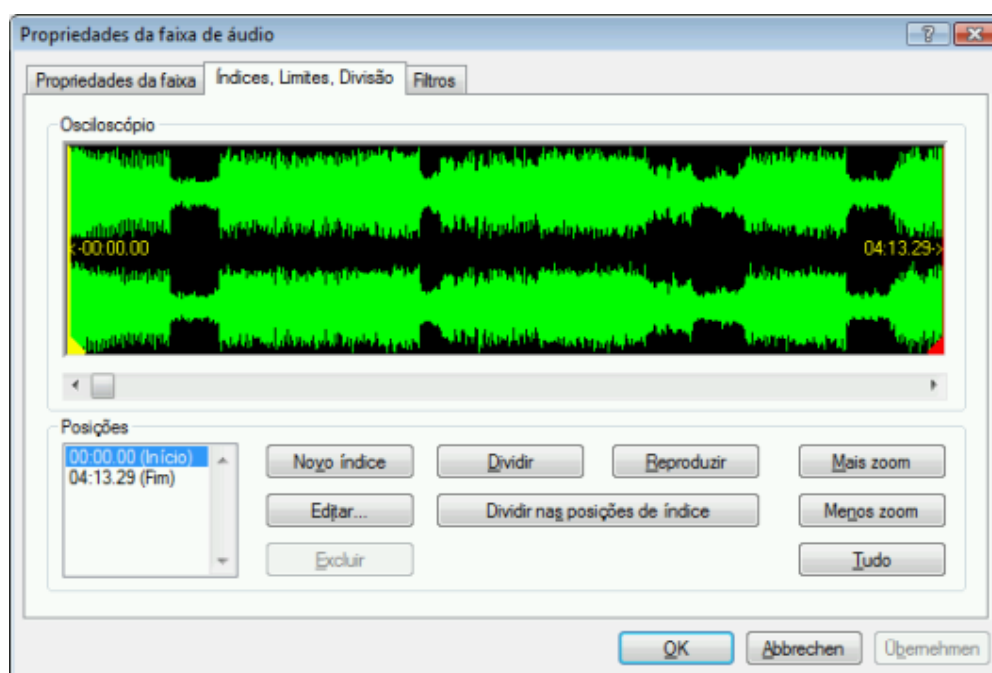 Propriedades da faixa de áudio
Propriedades da faixa Índices, Limites, Divisão Filtros
Osciloscópio
<-00:00.00 04:13.29->
Posições
00:00.00 (Início)
04:13.29 (Fim)
Novo índice Dividir Reproduzir Mais zoom
Editar... Dividir nas posições de índice Menos zoom
Excluir Tudo
OK Abbrechen Übernehmen